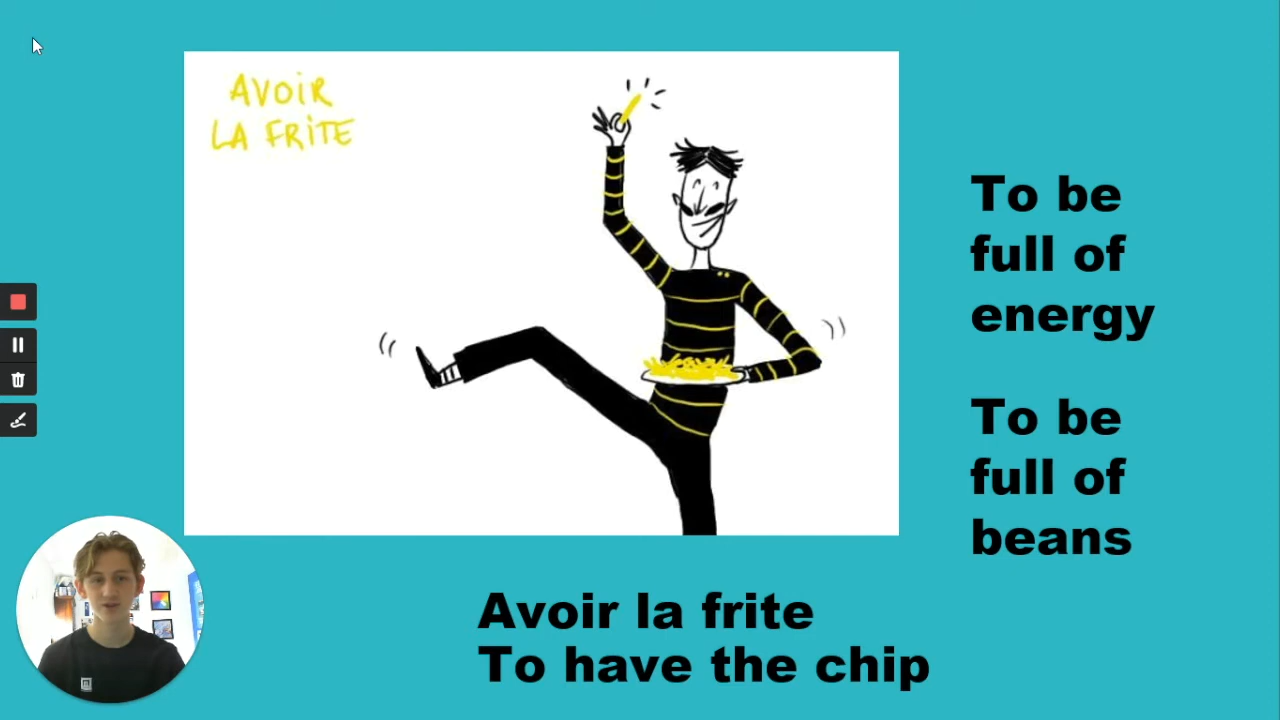 AVOIR
LA FRITE
To be
full of
energy
To be
full of
beans
Avoir la frite
To have the chip